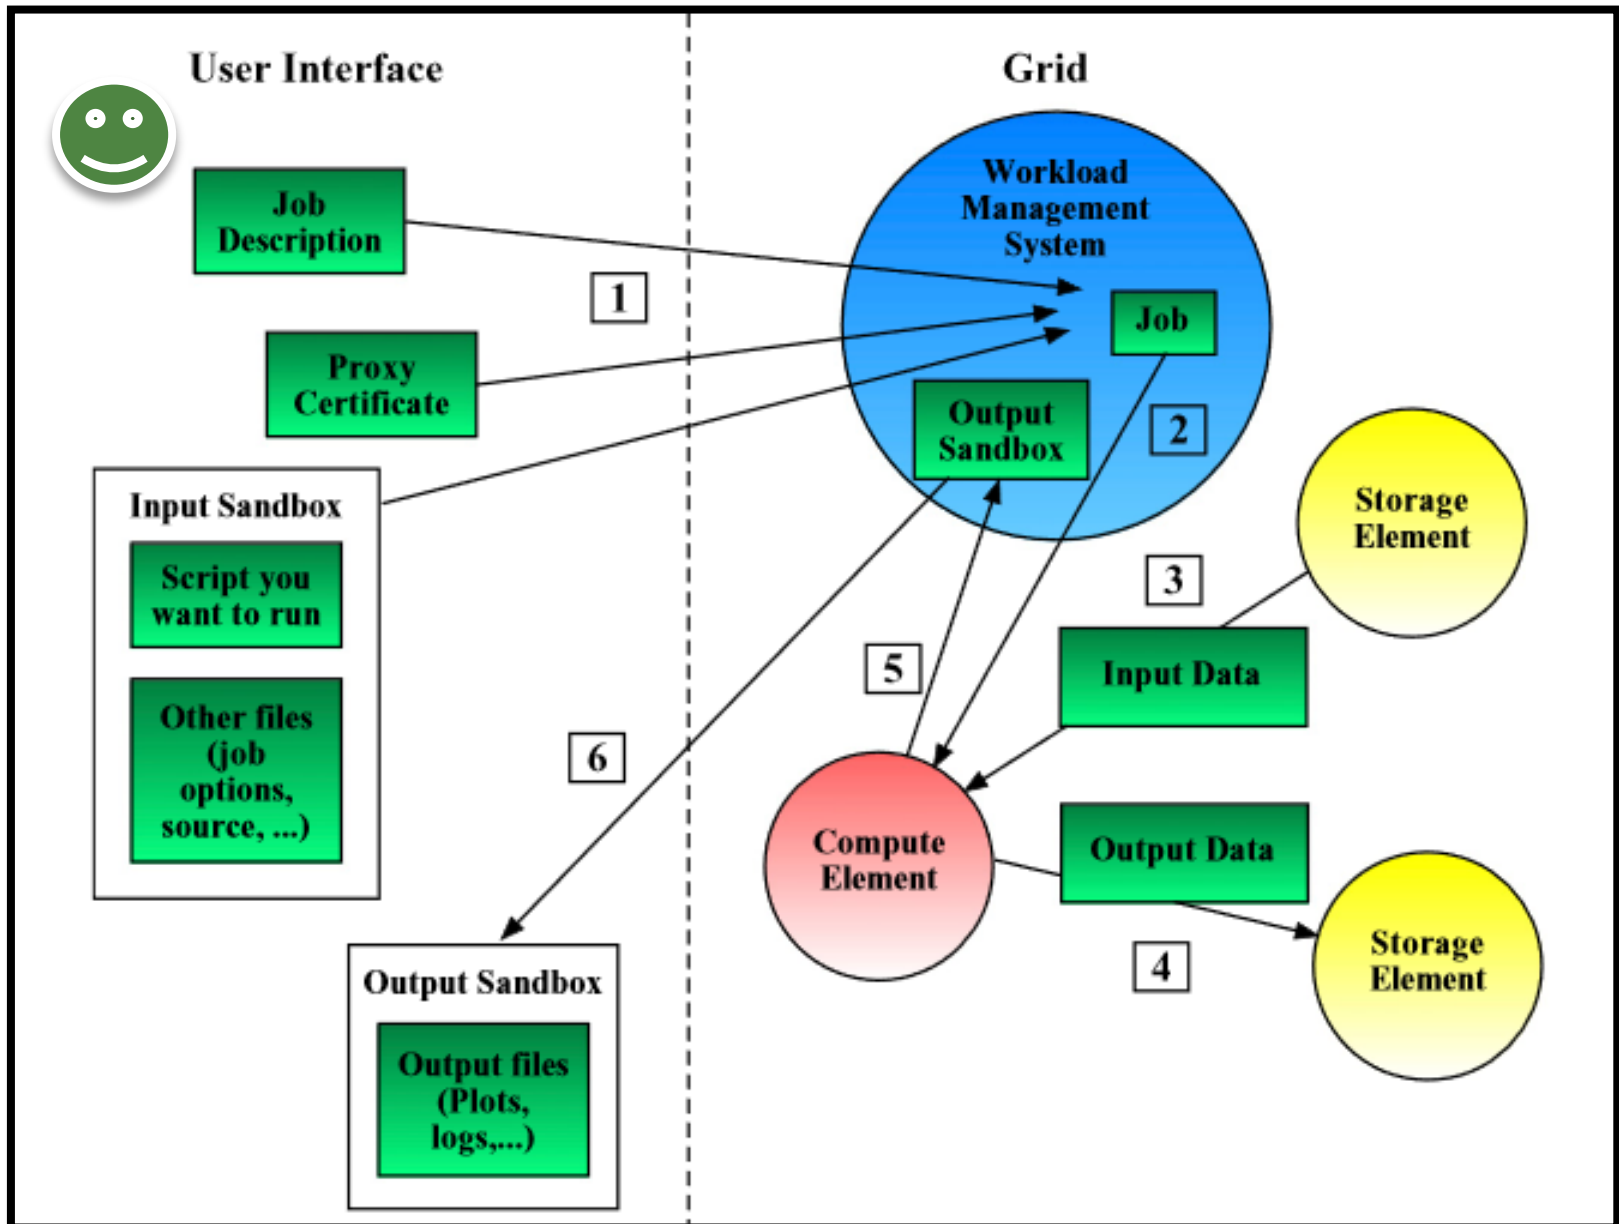 User Interface
Grid
Job
Description
1
Proxy
Certificate
Input Sandbox
Script you
want to run
Other files
(job
options,
source, ...)
6
Output Sandbox
Output files
(Plots,
logs,...)
Workload
Management
System
Job
Output
Sandbox
2
Storage
Element
3
Input Data
5
Compute
Element
Output Data
4
Storage
Element